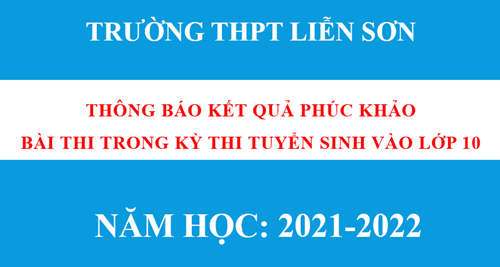 TRƯỜNG THPT LIỄN SƠN
THÔNG BÁO KẾT QUẢ PHÚC KHẢO
BÀI THI TRONG KỲ THI TUYỂN SINH VÀO LỚP 10
NĂM HỌC: 2021-2022